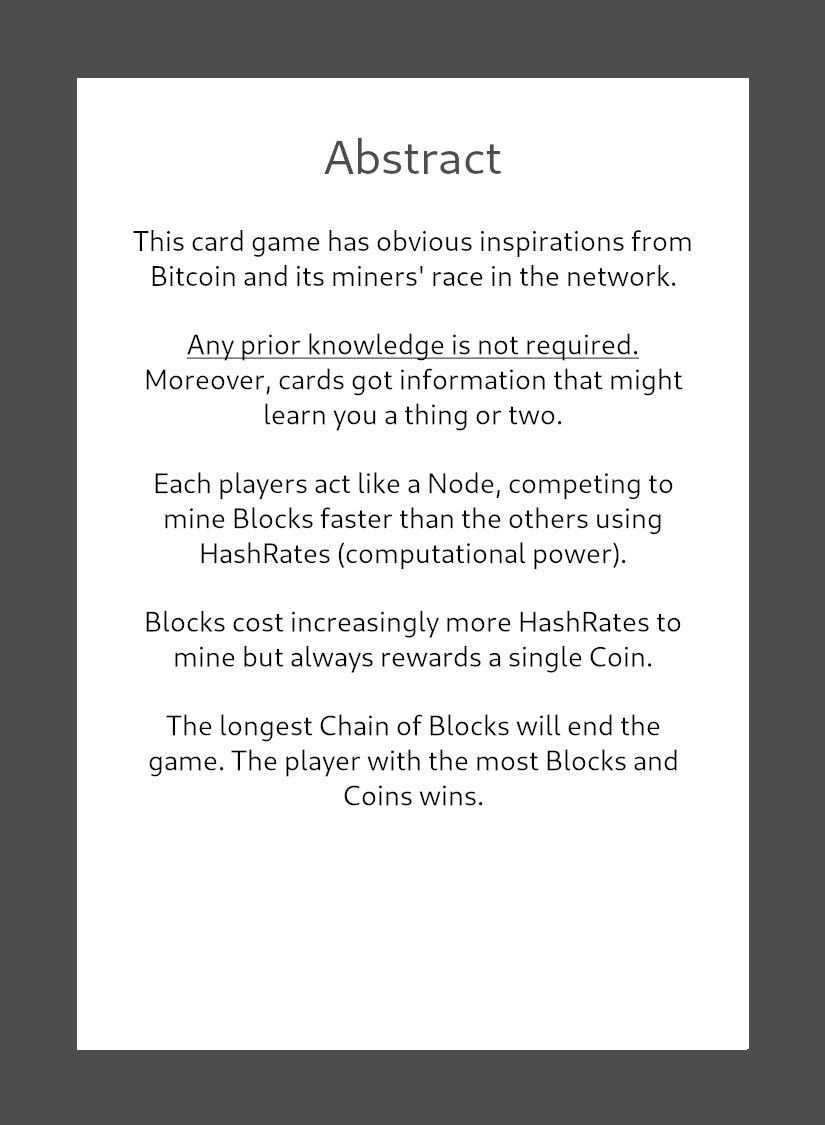 Abstract
This card game has obvious inspirations from
Bitcoin and its miners' race in the network.
Any prior knowledge is not required.
Moreover, cards got information that might
learn you a thing or two.
Each players act like a Node, competing to
mine Blocks faster than the others using
HashRates (computational power).
Blocks cost increasingly more HashRates to
mine but always rewards a single Coin.
The longest Chain of Blocks will end the
game. The player with the most Blocks and
Coins wins.